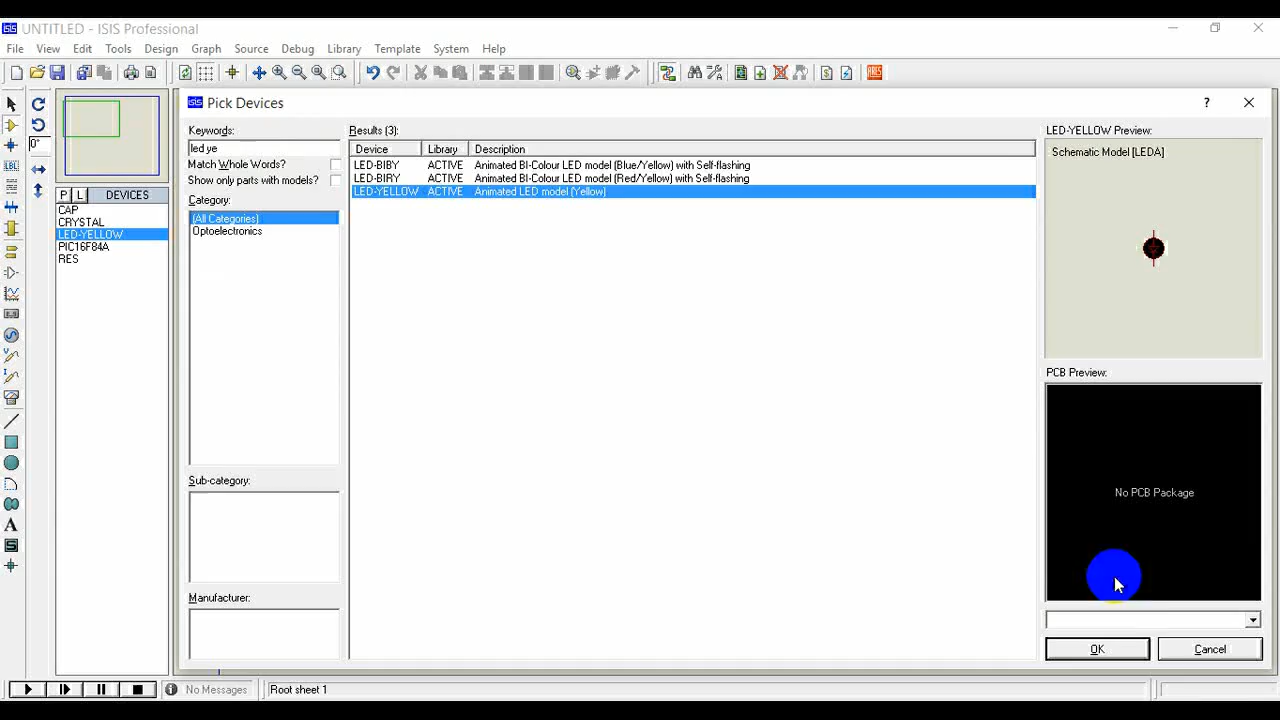 UNTITLED - ISIS Professional
File View Edit Tools Design Graph Source Debug Library Template System Help
Pick Devices
?
Keywords:
led ye
Match Whole Words?
Show only parts with models?
Category:
(All Categories)
Optoelectronics
Sub-category:
Manufacturer:
Results (3):
Device Library Description
LED-BIBY ACTIVE Animated BI-Colour LED model (Blue/Yellow) with Self-flashing
LED-BIRY ACTIVE Animated BI-Colour LED model (Red/Yellow) with Self-flashing
LED-YELLOW ACTIVE Animated LED model (Yellow)
LED-YELLOW Preview:
Schematic Model [LEDA]
PCB Preview:
No PCB Package
OK Cancel
0°
P L DEVICES
CAP
CRYSTAL
LED-YELLOW
PIC16F84A
RES
LBL
A
S
ARES
No Messages Root sheet 1